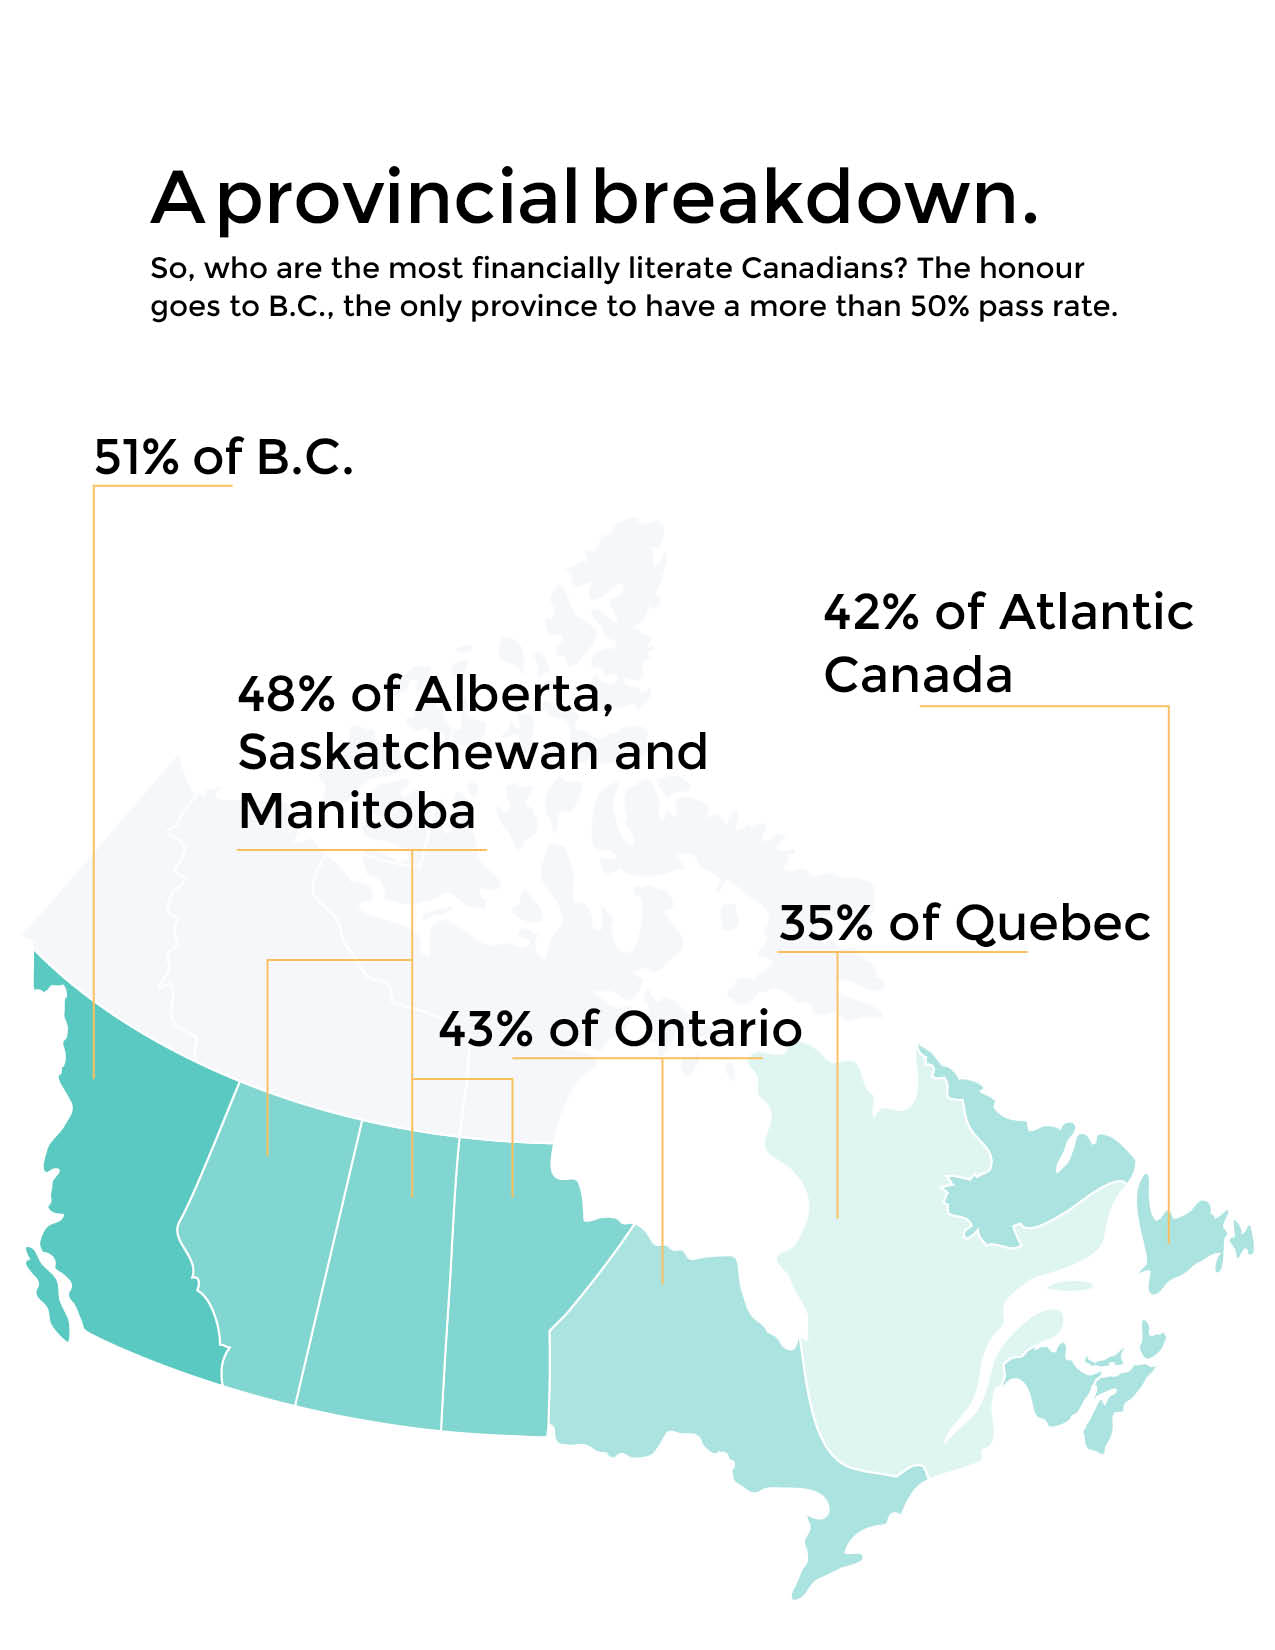 A provincial breakdown.
So, who are the most financially literate Canadians? The honour
goes to B.C., the only province to have a more than 50% pass rate.
51% of B.C.
42% of Atlantic
Canada
48% of Alberta,
Saskatchewan and
Manitoba
35% of Quebec
43% of Ontario